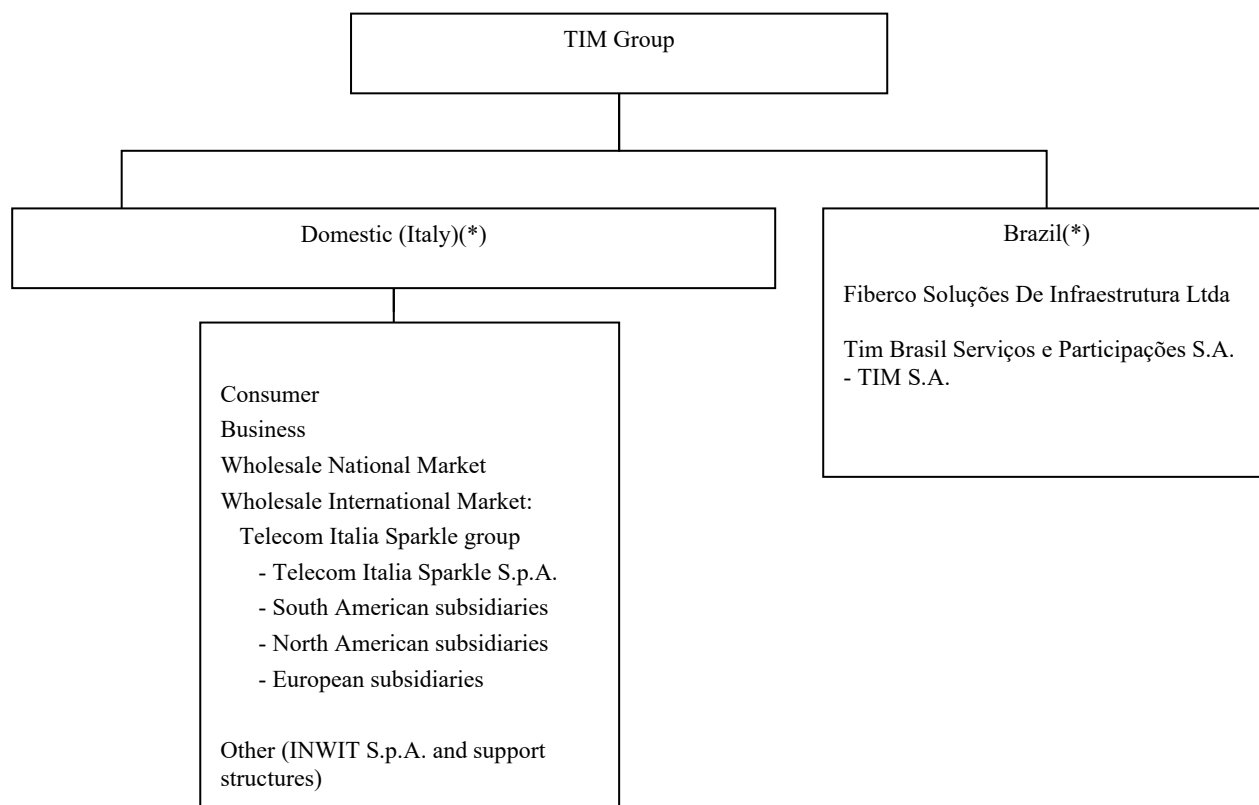 TIM Group
Domestic (Italy)(*)
Brazil(*)
Fiberco Soluções De Infraestrutura Ltda
Tim Brasil Serviços e Participações S.A.
- TIM S.A.
Consumer
Business
Wholesale National Market
Wholesale International Market:
Telecom Italia Sparkle group
- Telecom Italia Sparkle S.p.A.
- South American subsidiaries
- North American subsidiaries
- European subsidiaries
Other (INWIT S.p.A. and support
structures)